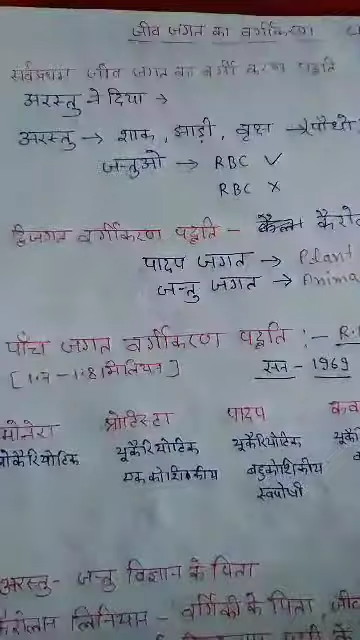 जीव जगत का वर्गीकरण
सर्वप्रथम जीव जगत का वर्गीकरण पद्धति
अरस्तु ने दिया →
अरस्तु → शाक, झाड़ी, वृक्ष →
जन्तुओ → RBC ✓
RBC ×
द्विजगत वर्गीकरण पद्धति -
पादप जगत → Plant
जन्तु जगत → Anima
पाँच जगत वर्गीकरण पद्धति :-
[1.7 - 1.8 मिलियन] सन - 1969
मोनेरा प्रोटिस्टा पादप कव
प्रोकैरियोटिक यूकैरियोटिक यूकैरियोटिक
एककोशिकीय बहुकोशिकीय
स्वपोषी
अरस्तु - जन्तु विज्ञान के पिता
कैरोलस लिनियस - वर्गिकी के पिता,